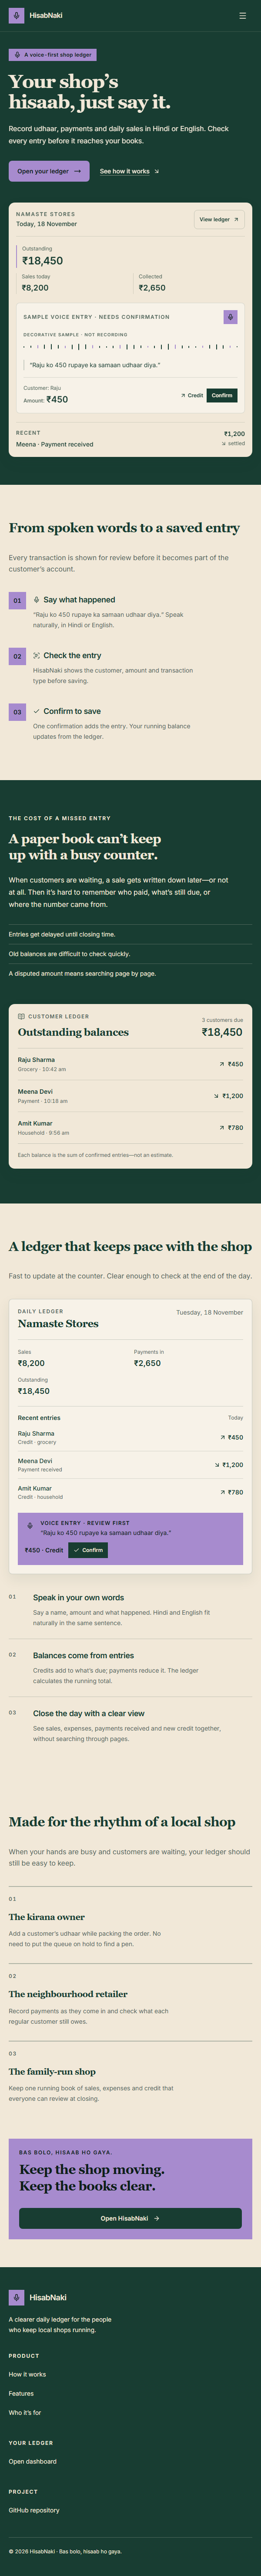 HisabNaki
A voice-first shop ledger
Your shop's
hisaab, just say it.
Record udhaar, payments and daily sales in Hindi or English. Check
every entry before it reaches your books.
Open your ledger
See how it works
NAMASTE STORES
Today, 18 November
View ledger
Outstanding
₹18,450
Sales today
₹8,200
Collected
₹2,650
SAMPLE VOICE ENTRY · NEEDS CONFIRMATION
DECORATIVE SAMPLE · NOT RECORDING
"Raju ko 450 rupaye ka samaan udhaar diya."
Customer: Raju
Amount: ₹450
Credit
Confirm
RECENT
Meena · Payment received
₹1,200
settled
From spoken words to a saved entry
Every transaction is shown for review before it becomes part of the
customer's account.
01
Say what happened
"Raju ko 450 rupaye ka samaan udhaar diya." Speak
naturally, in Hindi or English.
02
Check the entry
HisabNaki shows the customer, amount and transaction
type before saving.
03
Confirm to save
One confirmation adds the entry. Your running balance
updates from the ledger.
THE COST OF A MISSED ENTRY
A paper book can't keep
up with a busy counter.
When customers are waiting, a sale gets written down later—or not
at all. Then it's hard to remember who paid, what's still due, or
where the number came from.
Entries get delayed until closing time.
Old balances are difficult to check quickly.
A disputed amount means searching page by page.
CUSTOMER LEDGER
Outstanding balances
3 customers due
₹18,450
Raju Sharma
Grocery · 10:42 am
₹450
Meena Devi
Payment · 10:18 am
₹1,200
Amit Kumar
Household · 9:56 am
₹780
Each balance is the sum of confirmed entries—not an estimate.
A ledger that keeps pace with the shop
Fast to update at the counter. Clear enough to check at the end of the day.
DAILY LEDGER
Namaste Stores
Tuesday, 18 November
Sales
₹8,200
Payments in
₹2,650
Outstanding
₹18,450
Recent entries
Today
Raju Sharma
Credit · grocery
₹450
Meena Devi
Payment received
₹1,200
Amit Kumar
Credit · household
₹780
VOICE ENTRY · REVIEW FIRST
"Raju ko 450 rupaye ka samaan udhaar diya."
₹450 · Credit
Confirm
01
Speak in your own words
Say a name, amount and what happened. Hindi and English fit
naturally in the same sentence.
02
Balances come from entries
Credits add to what's due; payments reduce it. The ledger
calculates the running total.
03
Close the day with a clear view
See sales, expenses, payments received and new credit together,
without searching through pages.
Made for the rhythm of a local shop
When your hands are busy and customers are waiting, your ledger should
still be easy to keep.
01
The kirana owner
Add a customer's udhaar while packing the order. No
need to put the queue on hold to find a pen.
02
The neighbourhood retailer
Record payments as they come in and check what each
regular customer still owes.
03
The family-run shop
Keep one running book of sales, expenses and credit that
everyone can review at closing.
BAS BOLO, HISAAB HO GAYA.
Keep the shop moving.
Keep the books clear.
Open HisabNaki
HisabNaki
A clearer daily ledger for the people
who keep local shops running.
PRODUCT
How it works
Features
Who it's for
YOUR LEDGER
Open dashboard
PROJECT
GitHub repository
© 2026 HisabNaki · Bas bolo, hisaab ho gaya.